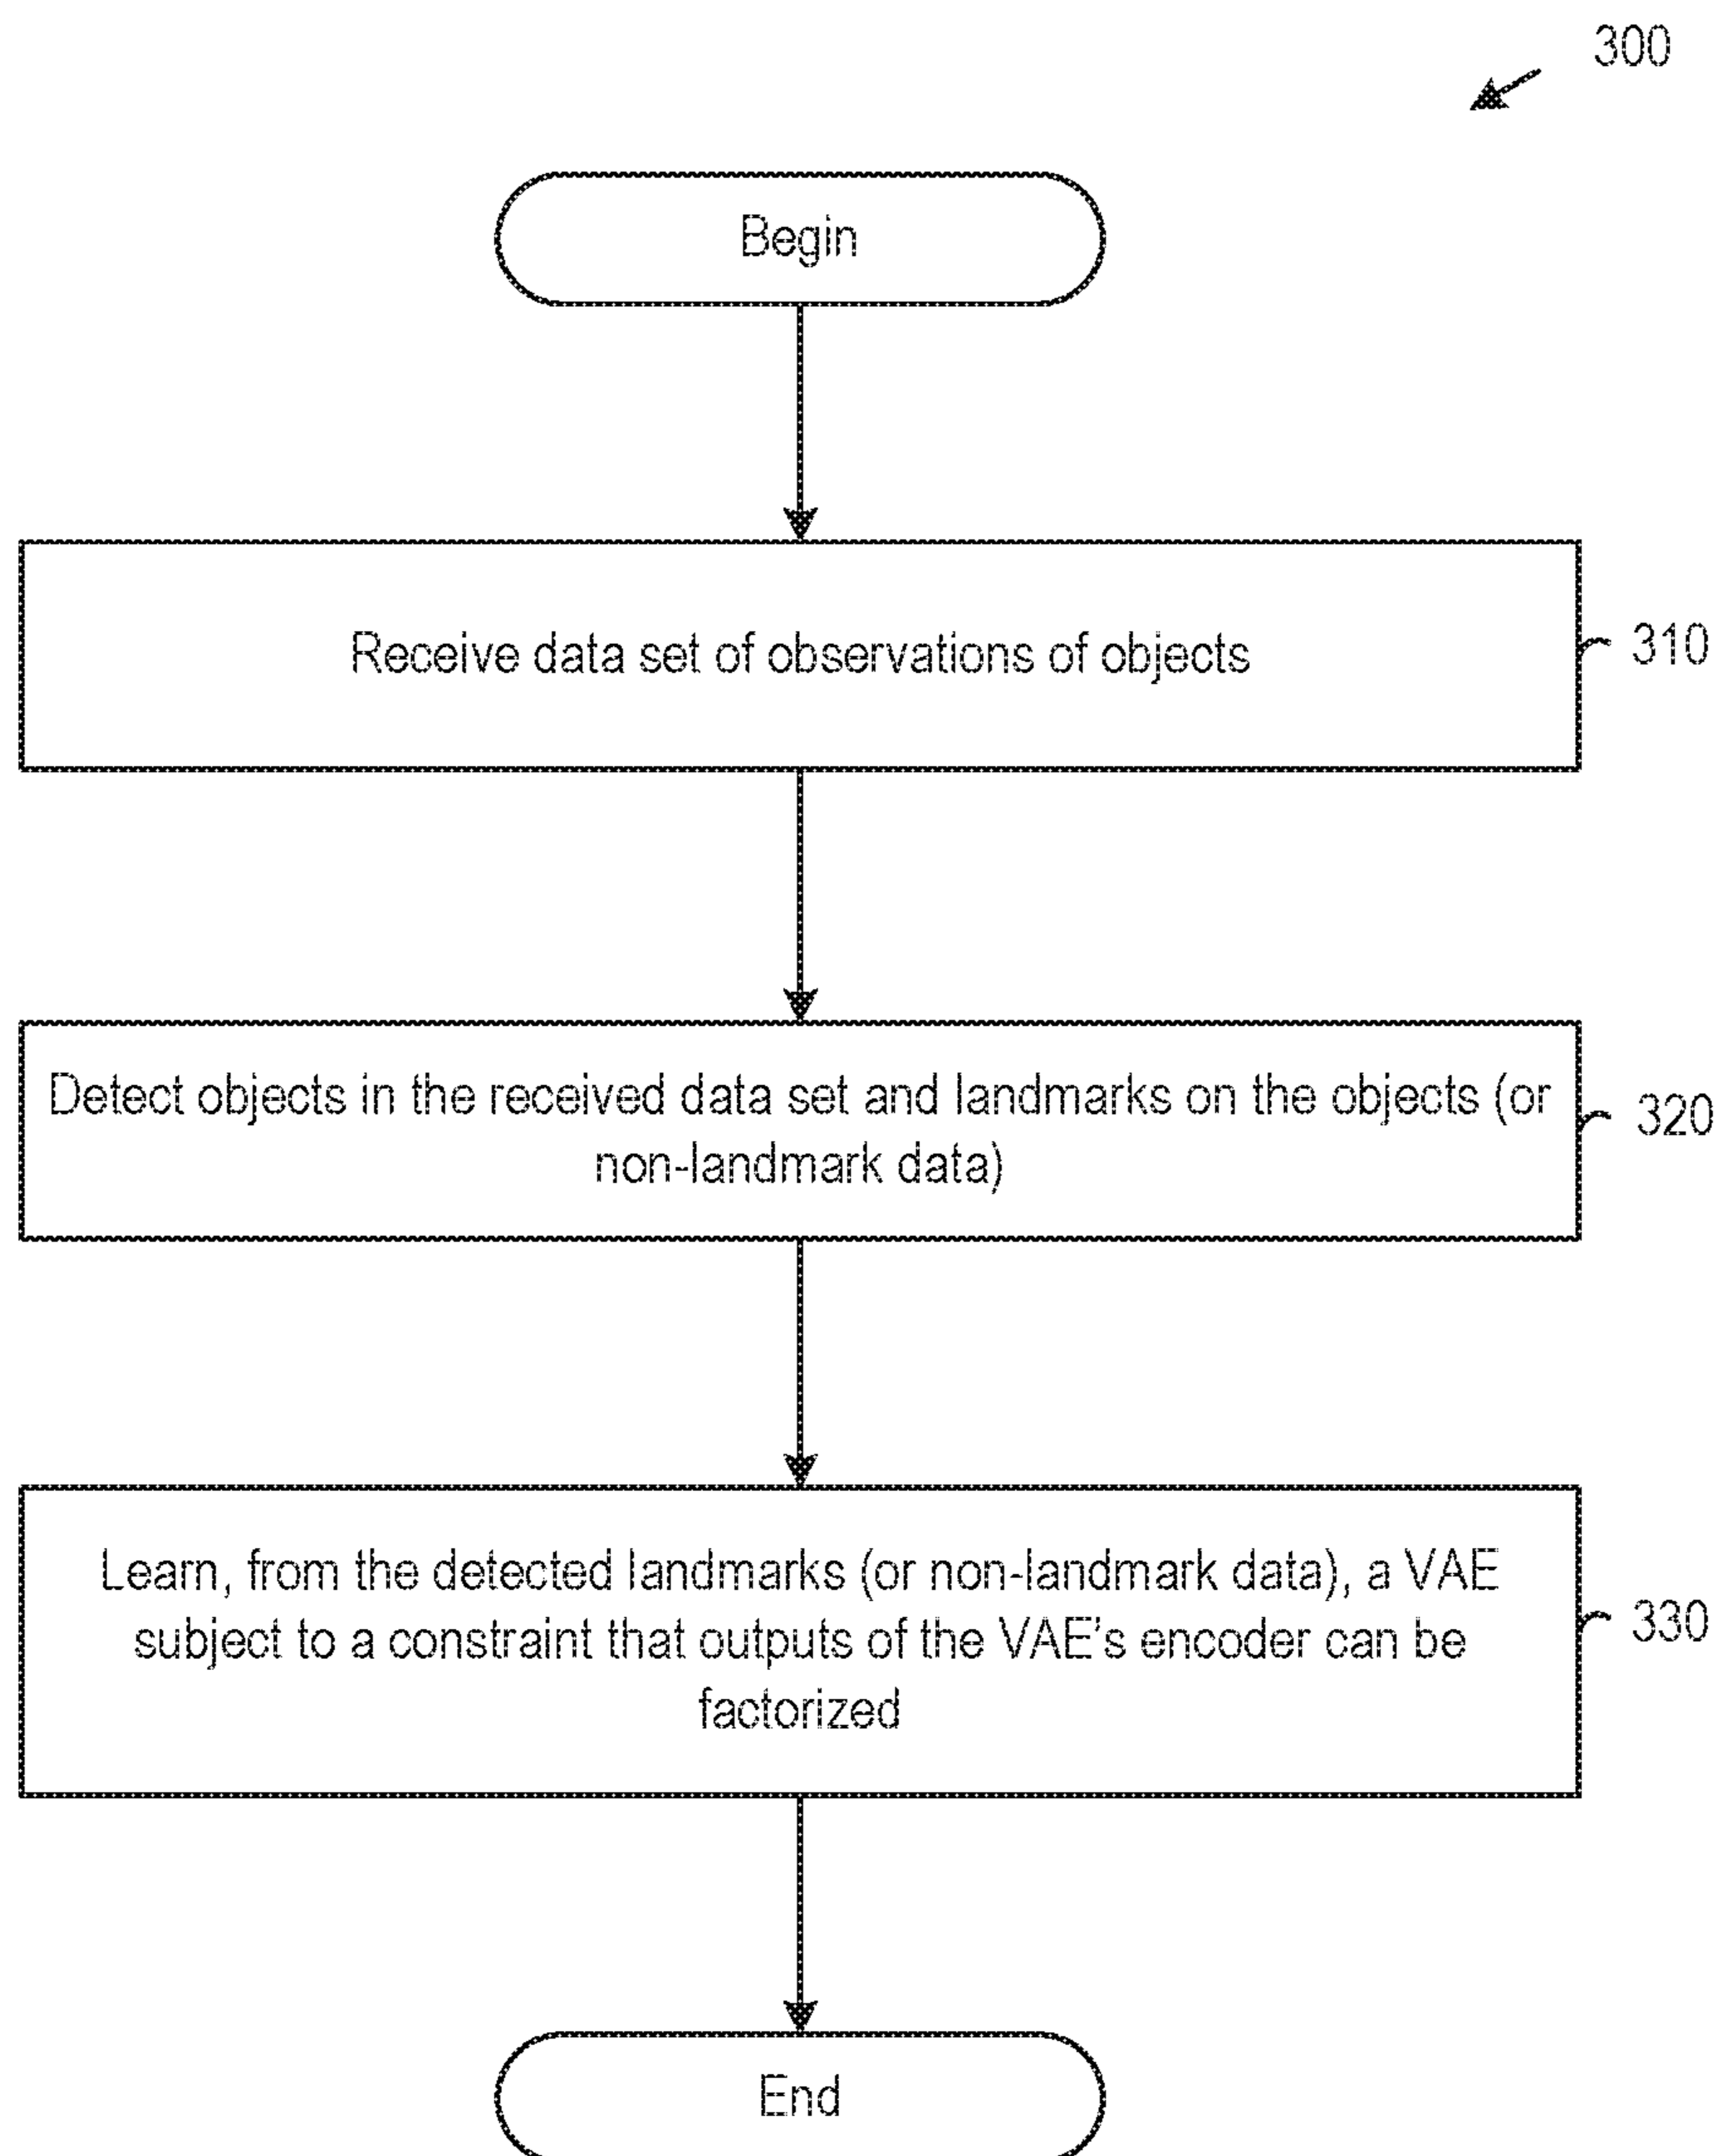 300
Begin
Receive data set of observations of objects
310
Detect objects in the received data set and landmarks on the objects (or
non-landmark data)
320
Learn, from the detected landmarks (or non-landmark data), a VAE
subject to a constraint that outputs of the VAE's encoder can be
factorized
330
End